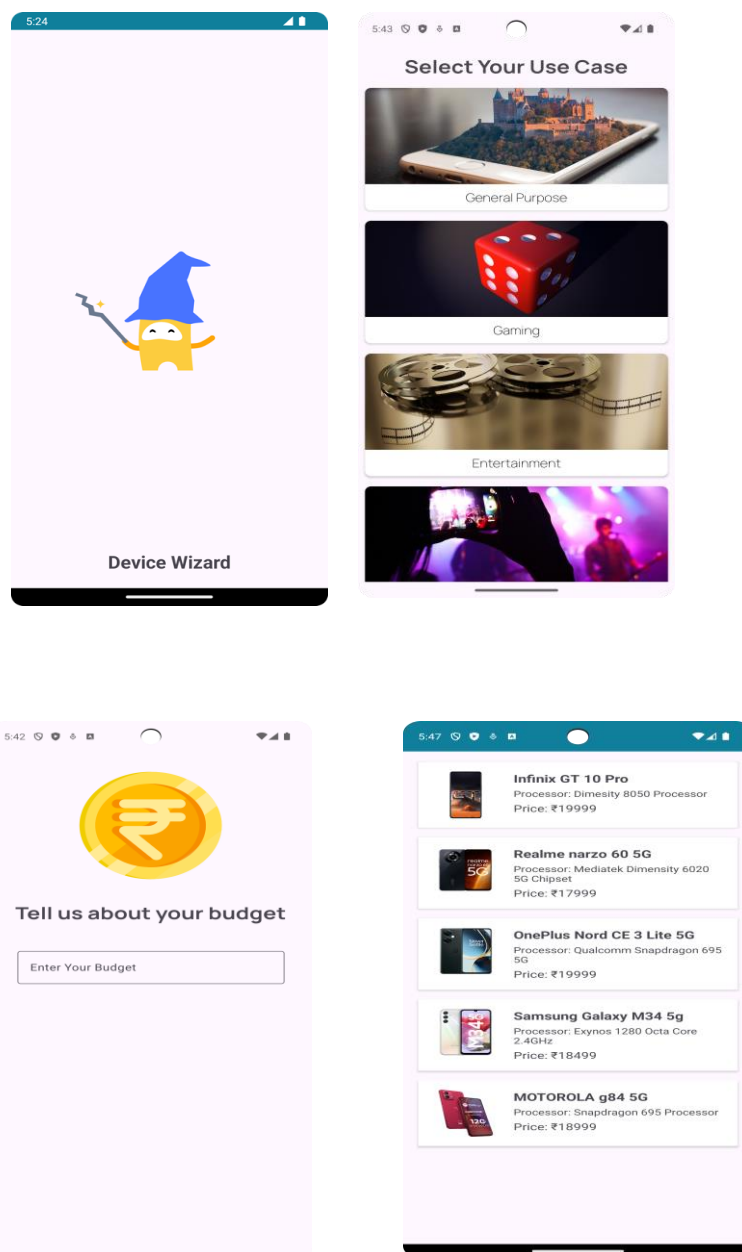 5:24
Device Wizard
5:43
Select Your Use Case
General Purpose
Gaming
Entertainment
5:42
₹
Tell us about your budget
Enter Your Budget
5:47
Infinix GT 10 Pro
Processor: Dimesity 8050 Processor
Price: ₹19999
realme
5G
Realme narzo 60 5G
Processor: Mediatek Dimensity 6020
5G Chipset
Price: ₹17999
OnePlus Nord CE 3 Lite 5G
Processor: Qualcomm Snapdragon 695
5G
Price: ₹19999
M34
Samsung Galaxy M34 5g
Processor: Exynos 1280 Octa Core
2.4GHz
Price: ₹18499
12G
MOTOROLA g84 5G
Processor: Snapdragon 695 Processor
Price: ₹18999